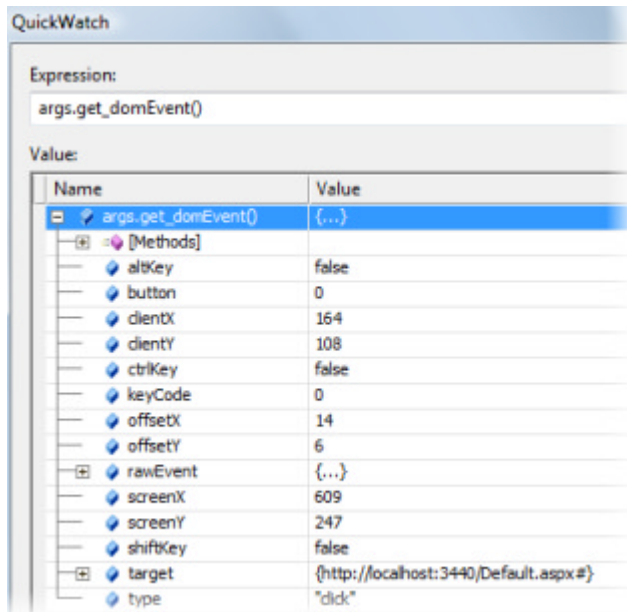 QuickWatch
Expression:
args.get_domEvent()
Value:
Name Value
args.get_domEvent() {...}
[Methods]
altKey false
button 0
clientX 164
clientY 108
ctrlKey false
keyCode 0
offsetX 14
offsetY 6
rawEvent {...}
screenX 609
screenY 247
shiftKey false
target {http://localhost:3440/Default.aspx#}
type "click"